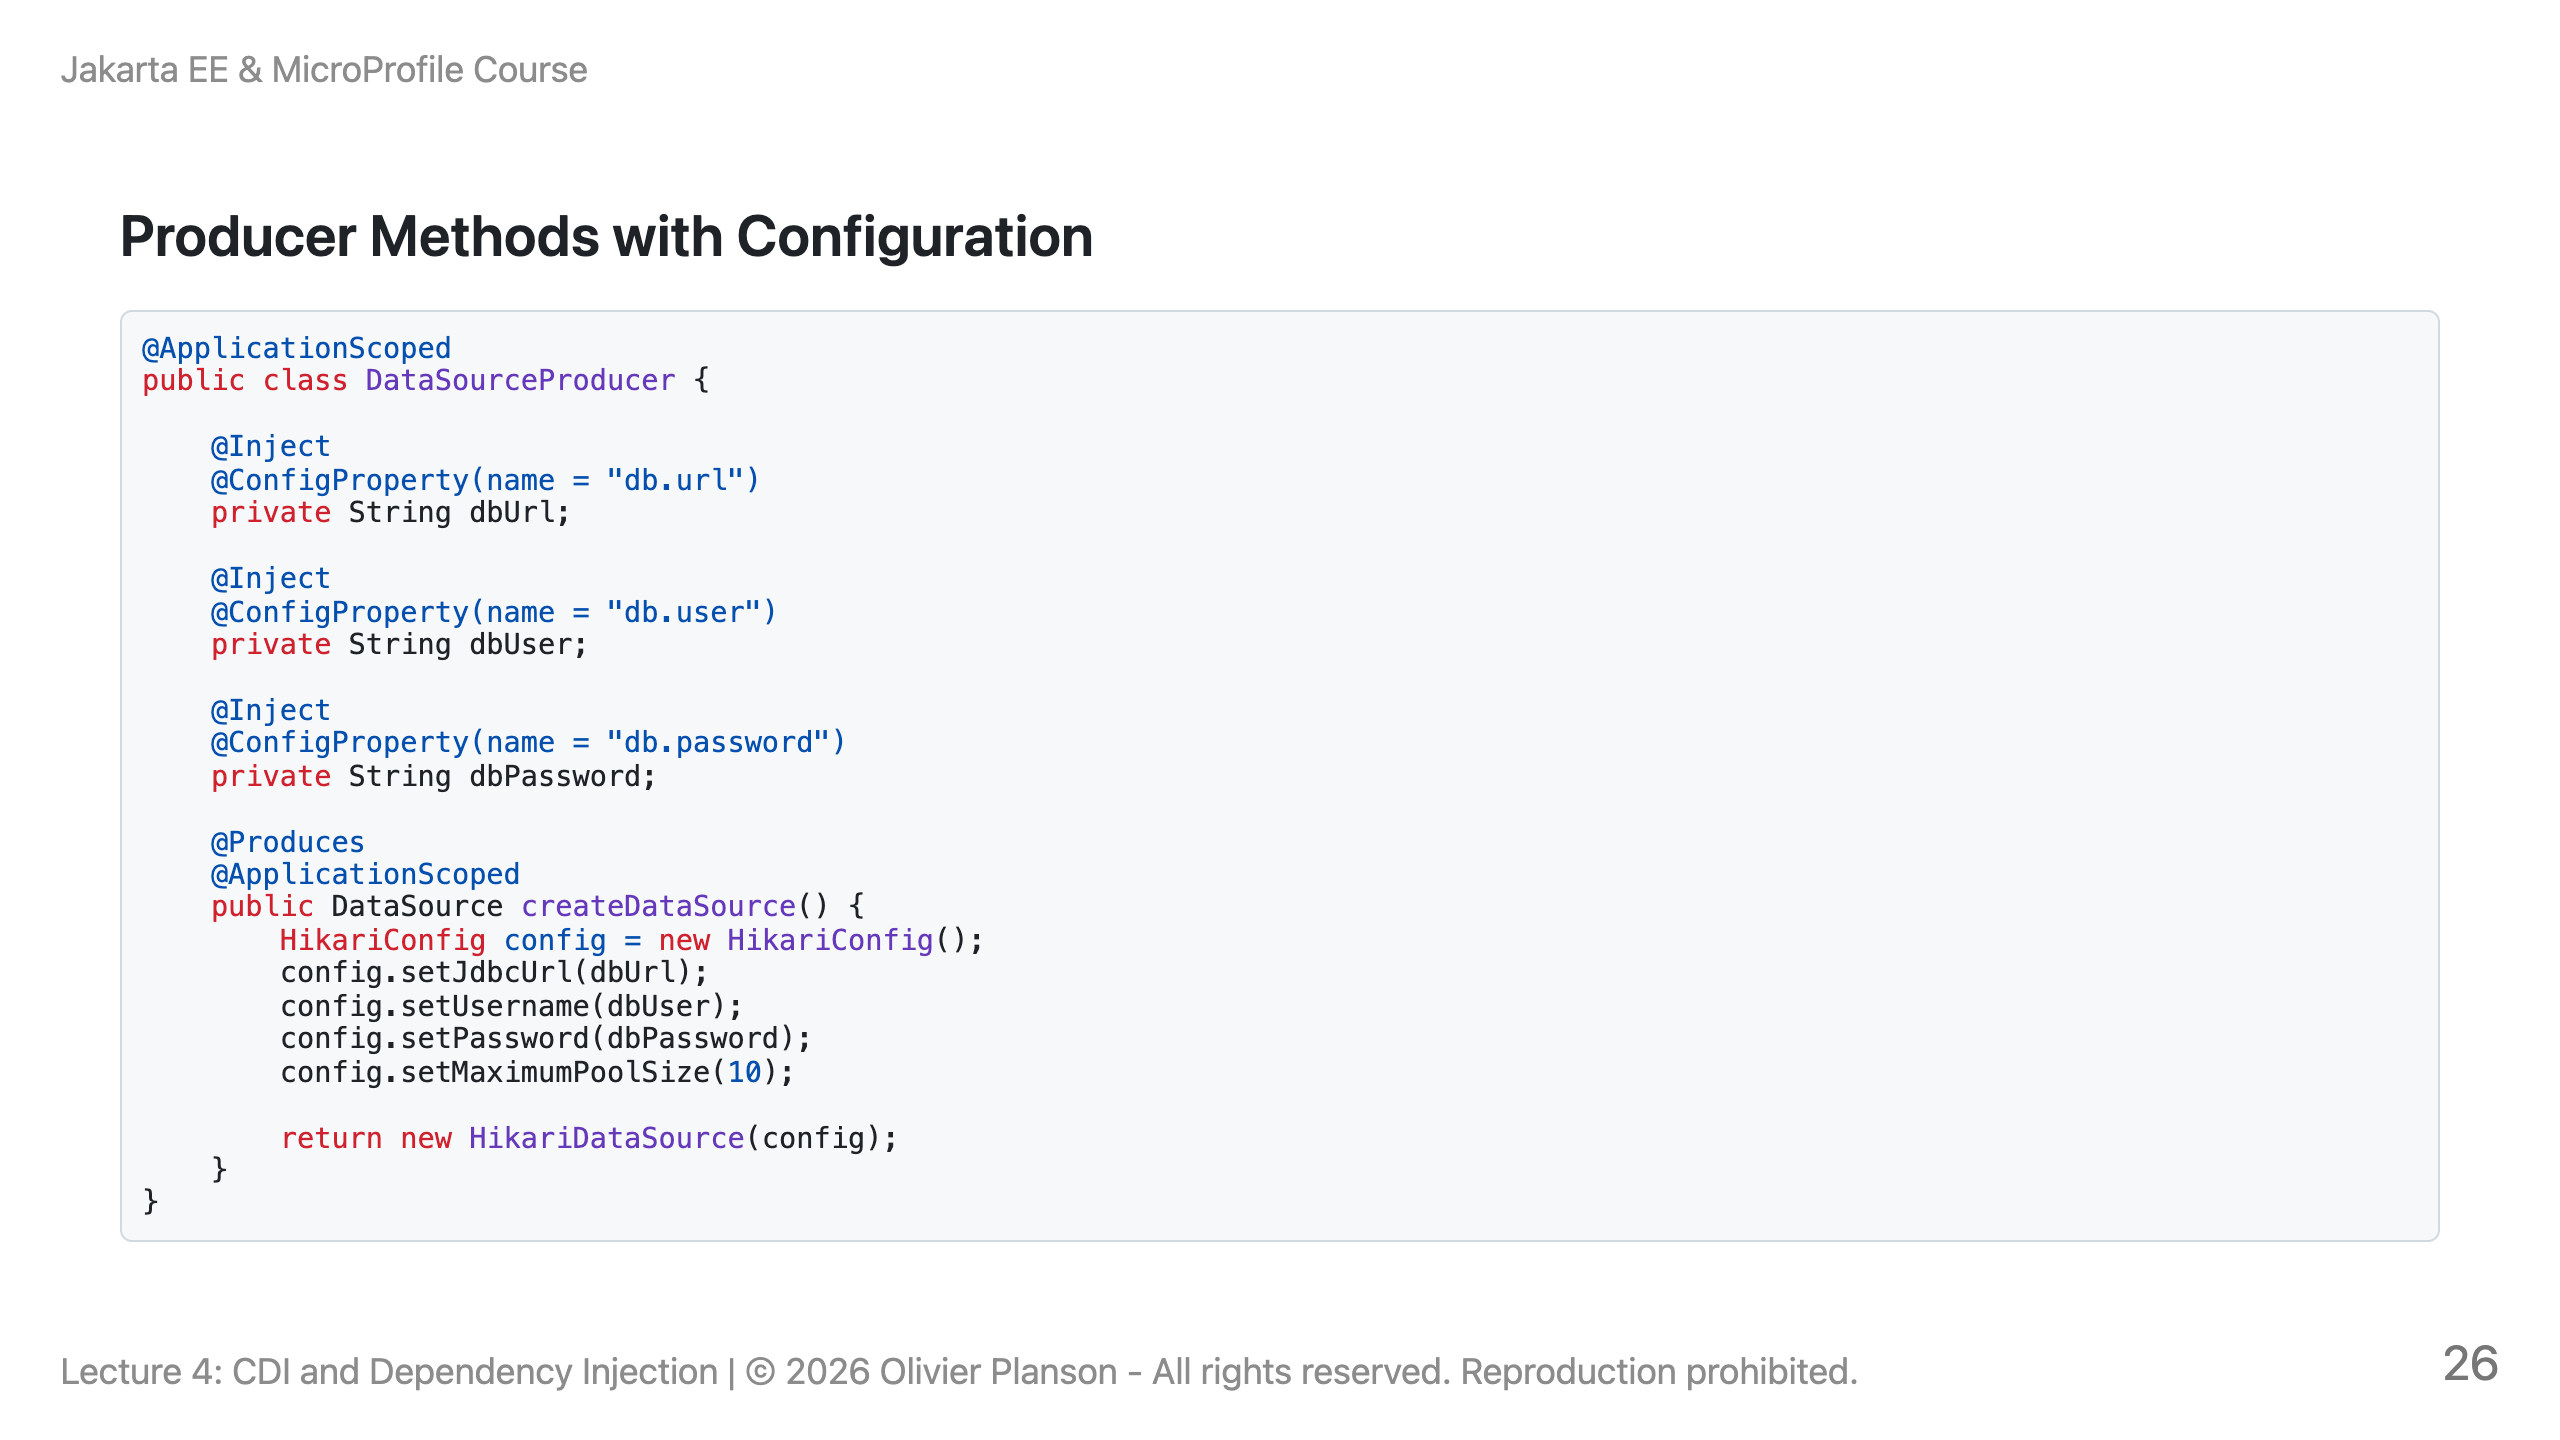 Jakarta EE & MicroProfile Course
Producer Methods with Configuration
@ApplicationScoped
public class DataSourceProducer {
    @Inject
    @ConfigProperty(name = "db.url")
    private String dbUrl;
    @Inject
    @ConfigProperty(name = "db.user")
    private String dbUser;
    @Inject
    @ConfigProperty(name = "db.password")
    private String dbPassword;
    @Produces
    @ApplicationScoped
    public DataSource createDataSource() {
        HikariConfig config = new HikariConfig();
        config.setJdbcUrl(dbUrl);
        config.setUsername(dbUser);
        config.setPassword(dbPassword);
        config.setMaximumPoolSize(10);
        return new HikariDataSource(config);
    }
}
Lecture 4: CDI and Dependency Injection | © 2026 Olivier Planson - All rights reserved. Reproduction prohibited.
26